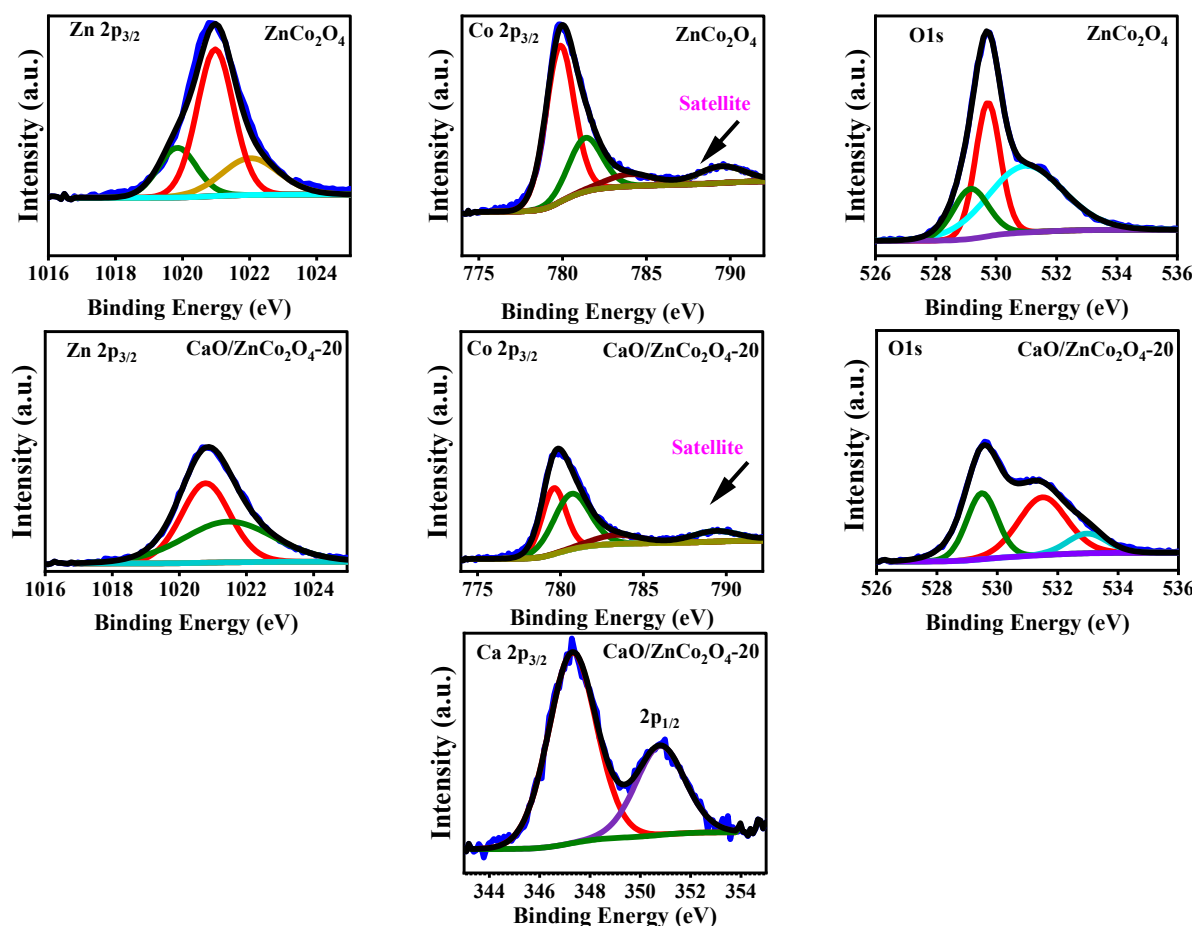 Zn 2p3/2 ZnCo2O4
Intensity (a.u.)
1016 1018 1020 1022 1024
Binding Energy (eV)
Co 2p3/2 ZnCo2O4
Satellite
Intensity (a.u.)
775 780 785 790
Binding Energy (eV)
O1s ZnCo2O4
Intensity (a.u.)
526 528 530 532 534 536
Binding Energy (eV)
Zn 2p3/2 CaO/ZnCo2O4-20
Intensity (a.u.)
1016 1018 1020 1022 1024
Binding Energy (eV)
Co 2p3/2 CaO/ZnCo2O4-20
Satellite
Intensity (a.u.)
775 780 785 790
Binding Energy (eV)
O1s CaO/ZnCo2O4-20
Intensity (a.u.)
526 528 530 532 534 536
Binding Energy (eV)
Ca 2p3/2 CaO/ZnCo2O4-20
2p1/2
Intensity (a.u.)
344 346 348 350 352 354
Binding Energy (eV)